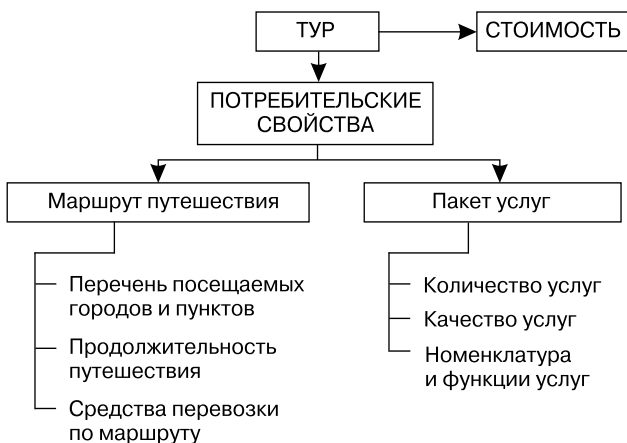 ТУР
СТОИМОСТЬ
ПОТРЕБИТЕЛЬСКИЕ
СВОЙСТВА
Маршрут путешествия
Перечень посещаемых
городов и пунктов
Продолжительность
путешествия
Средства перевозки
по маршруту
Пакет услуг
Количество услуг
Качество услуг
Номенклатура
и функции услуг